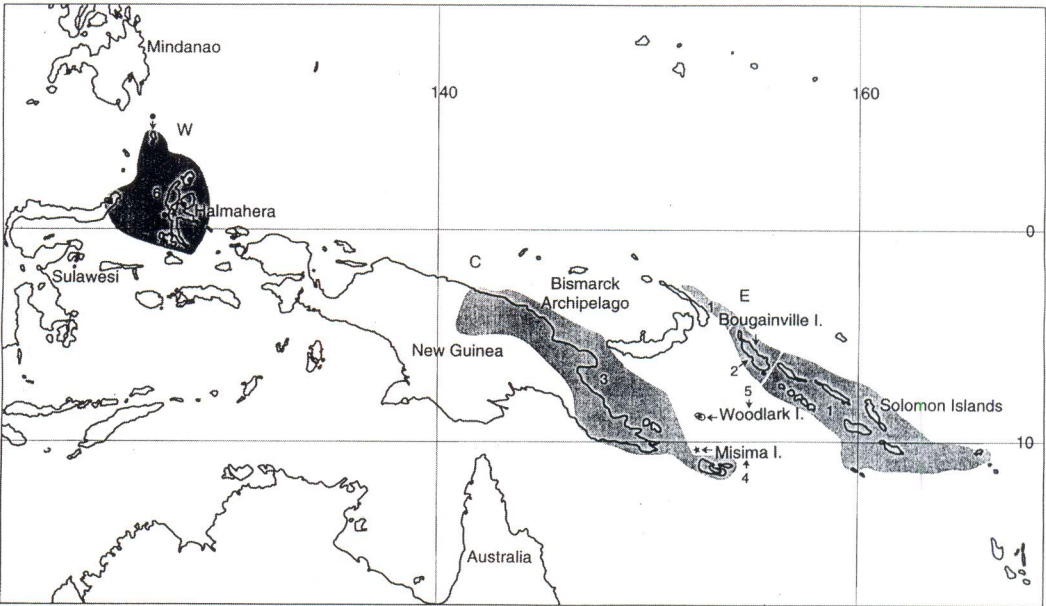 Mindanao
140
160
W
6
Halmahera
0
Sulawesi
C
Bismarck
Archipelago
E
Bougainville I.
New Guinea
2
3
5
1
Solomon Islands
Woodlark I.
10
Misima I.
4
Australia